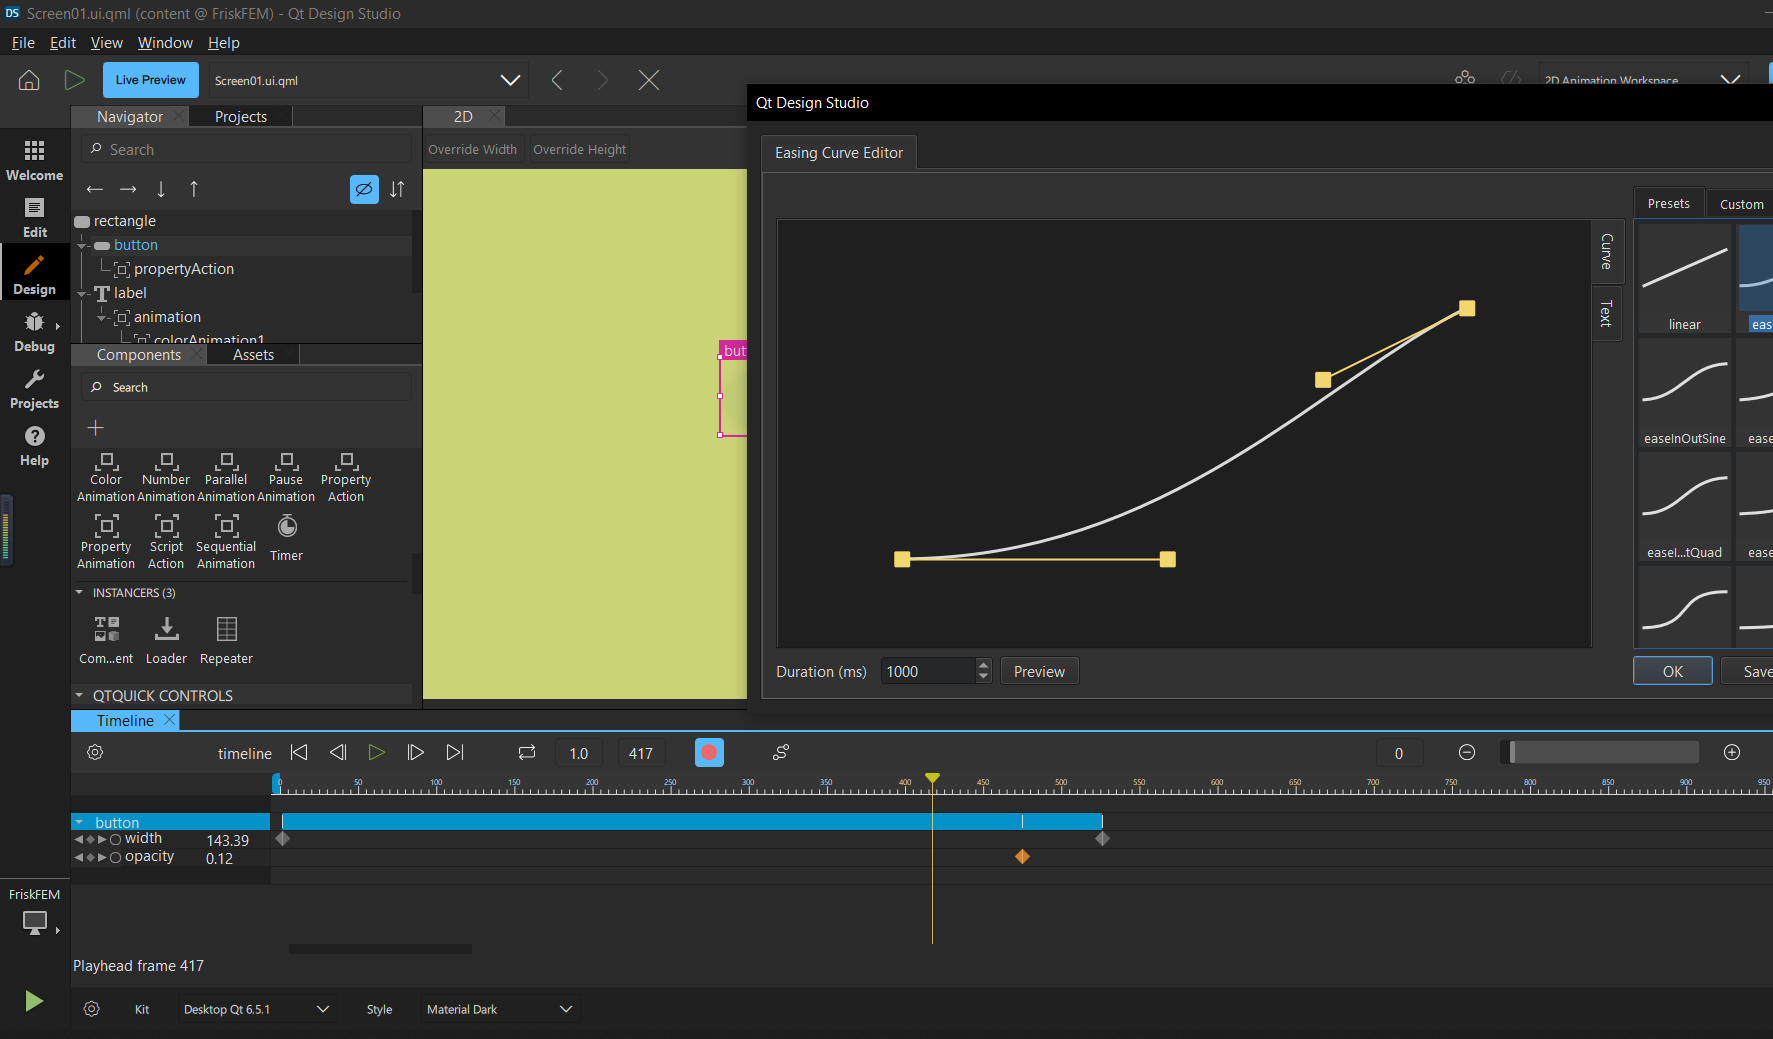 DS Screen01.ui.qml (content @ FriskFEM) - Qt Design Studio
File Edit View Window Help
Live Preview Screen01.ui.qml 2D Animation Workspace
Navigator Projects 2D
Qt Design Studio
Search Override Width Override Height
Easing Curve Editor
Welcome
Edit
Design
Debug
Projects
Help
rectangle
button
propertyAction
label
animation
colorAnimation1
Components Assets
Search
Color Animation
Number Animation
Parallel Animation
Pause Animation
Property Action
Property Animation
Script Action
Sequential Animation
Timer
INSTANCERS (3)
Com...ent Loader Repeater
QTQUICK CONTROLS
but
Curve
Text
Presets Custom
linear eas
easeInOutSine ease
easeI...tQuad ease
Duration (ms) 1000 Preview OK Save
Timeline
timeline 1.0 417 0
0 50 100 150 200 250 300 350 400 450 500 550 600 650 700 750 800 850 900 950
button
width 143.39
opacity 0.12
FriskFEM
Playhead frame 417
Kit Desktop Qt 6.5.1 Style Material Dark